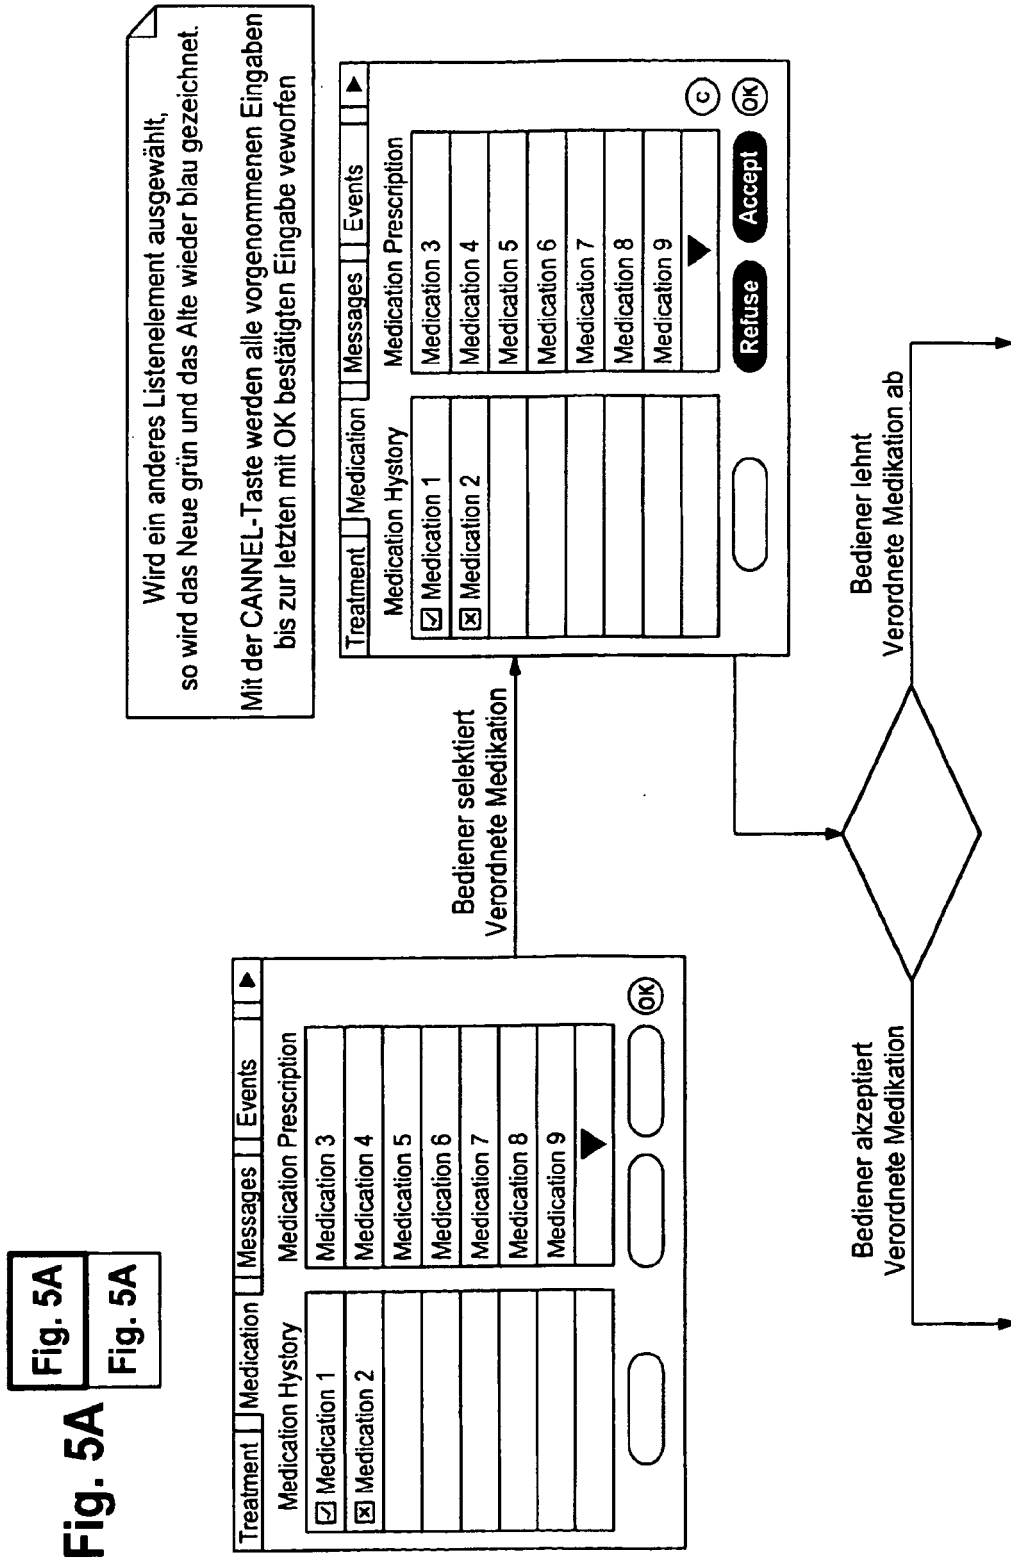 Fig. 5A
Fig. 5A
Fig. 5A
Treatment
Medication
Messages
Events
Medication Hystory
Medication Prescription
Medication 1
Medication 2
Medication 3
Medication 4
Medication 5
Medication 6
Medication 7
Medication 8
Medication 9
OK
Bediener selektiert
Verordnete Medikation
Wird ein anderes Listenelement ausgewählt,
so wird das Neue grün und das Alte wieder blau gezeichnet.
Mit der CANNEL-Taste werden alle vorgenommenen Eingaben
bis zur letzten mit OK bestätigten Eingabe veworfen
Treatment
Medication
Messages
Events
Medication Hystory
Medication Prescription
Medication 1
Medication 2
Medication 3
Medication 4
Medication 5
Medication 6
Medication 7
Medication 8
Medication 9
C
Refuse
Accept
OK
Bediener akzeptiert
Verordnete Medikation
Bediener lehnt
Verordnete Medikation ab